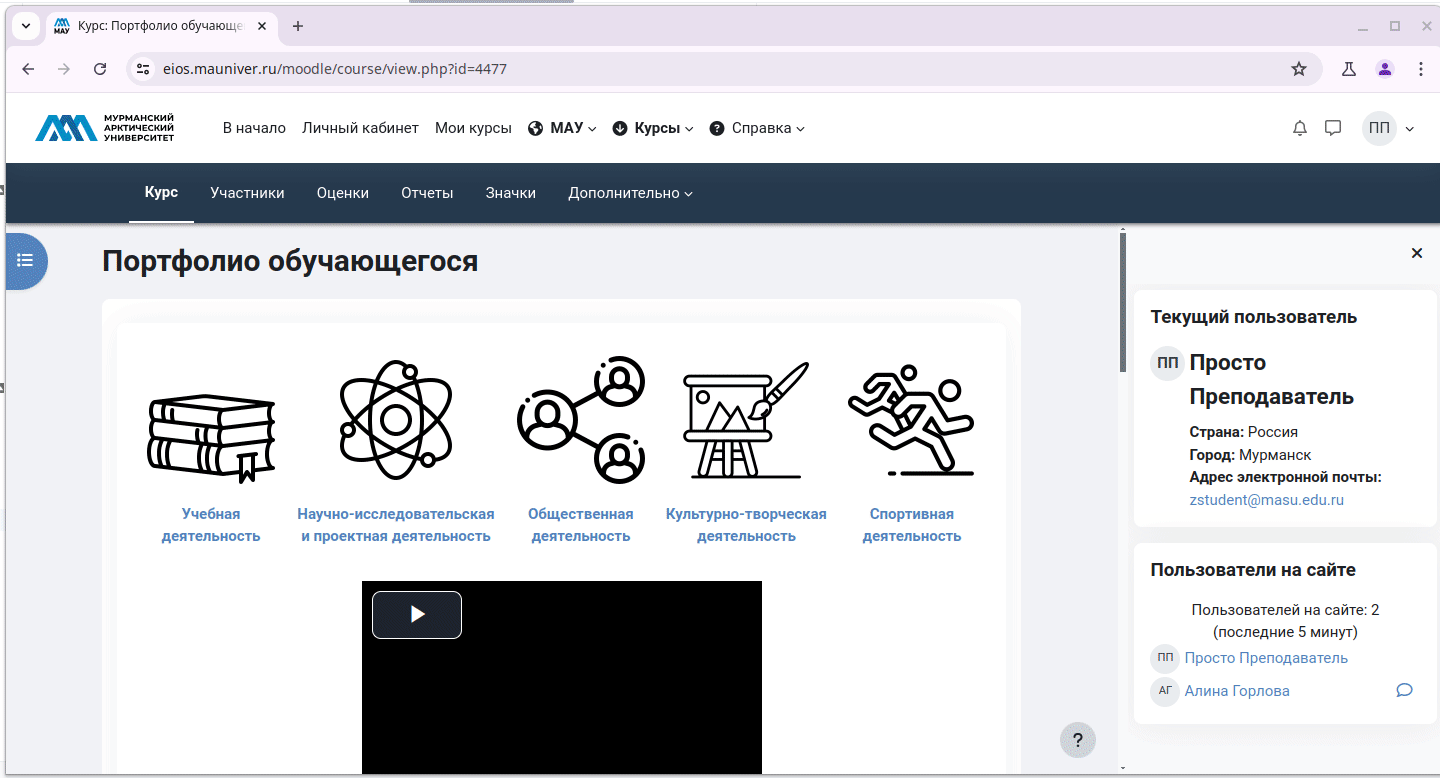 МАУ
Курс: Портфолио обучающе
eios.mauniver.ru/moodle/course/view.php?id=4477
МУРМАНСКИЙ
АРКТИЧЕСКИЙ
УНИВЕРСИТЕТ
В начало Личный кабинет Мои курсы МАУ Курсы ? Справка ПП
Курс Участники Оценки Отчеты Значки Дополнительно
Портфолио обучающегося
Учебная
деятельность
Научно-исследовательская
и проектная деятельность
Общественная
деятельность
Культурно-творческая
деятельность
Спортивная
деятельность
?
Текущий пользователь
ПП Просто
Преподаватель
Страна: Россия
Город: Мурманск
Адрес электронной почты:
zstudent@masu.edu.ru
Пользователи на сайте
Пользователей на сайте: 2
(последние 5 минут)
ПП Просто Преподаватель
АГ Алина Горлова